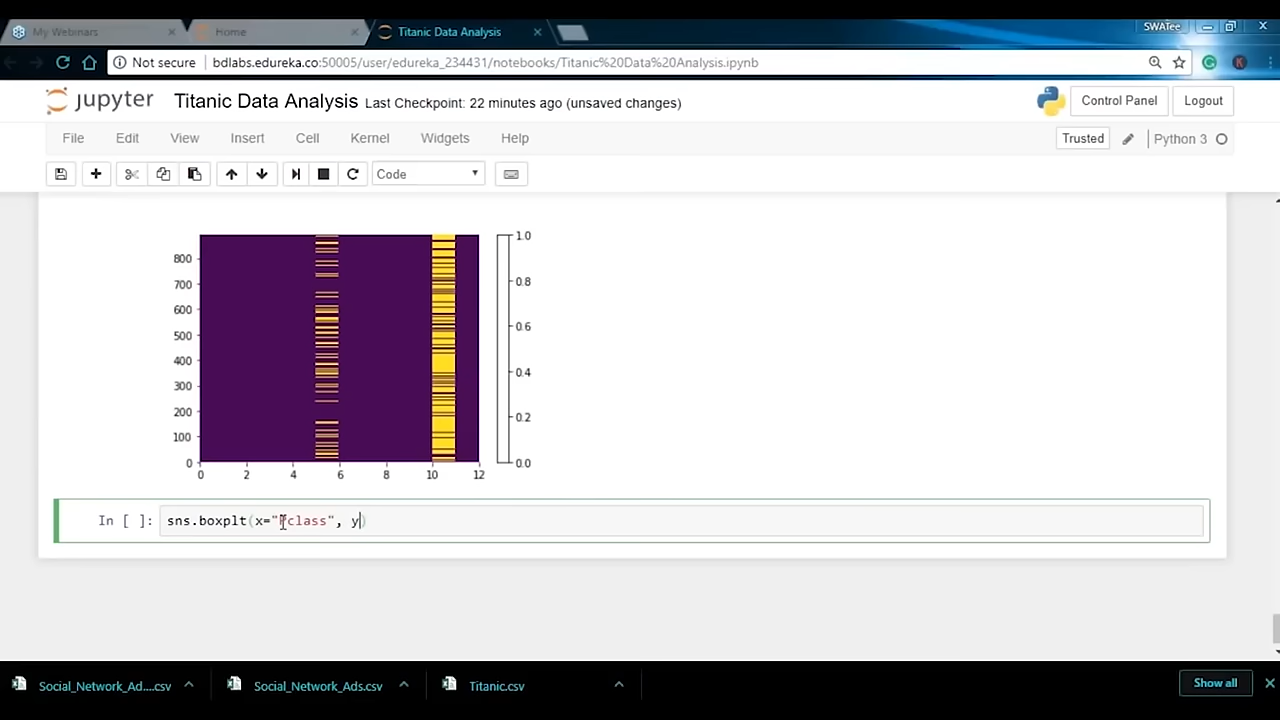 My Webinars Home Titanic Data Analysis SWATee
Not secure bdlabs.edureka.co:50005/user/edureka_234431/notebooks/Titanic%20Data%20Analysis.ipynb
jupyter Titanic Data Analysis Last Checkpoint: 22 minutes ago (unsaved changes) Control Panel Logout
File Edit View Insert Cell Kernel Widgets Help Trusted Python 3
Code
1.0
800
700
0.8
600
500
0.6
400
0.4
300
200
0.2
100
0
0.0
0 2 4 6 8 10 12
In [ ]: sns.boxplt(x="Pclass", y)
Social_Network_Ad....csv Social_Network_Ads.csv Titanic.csv Show all